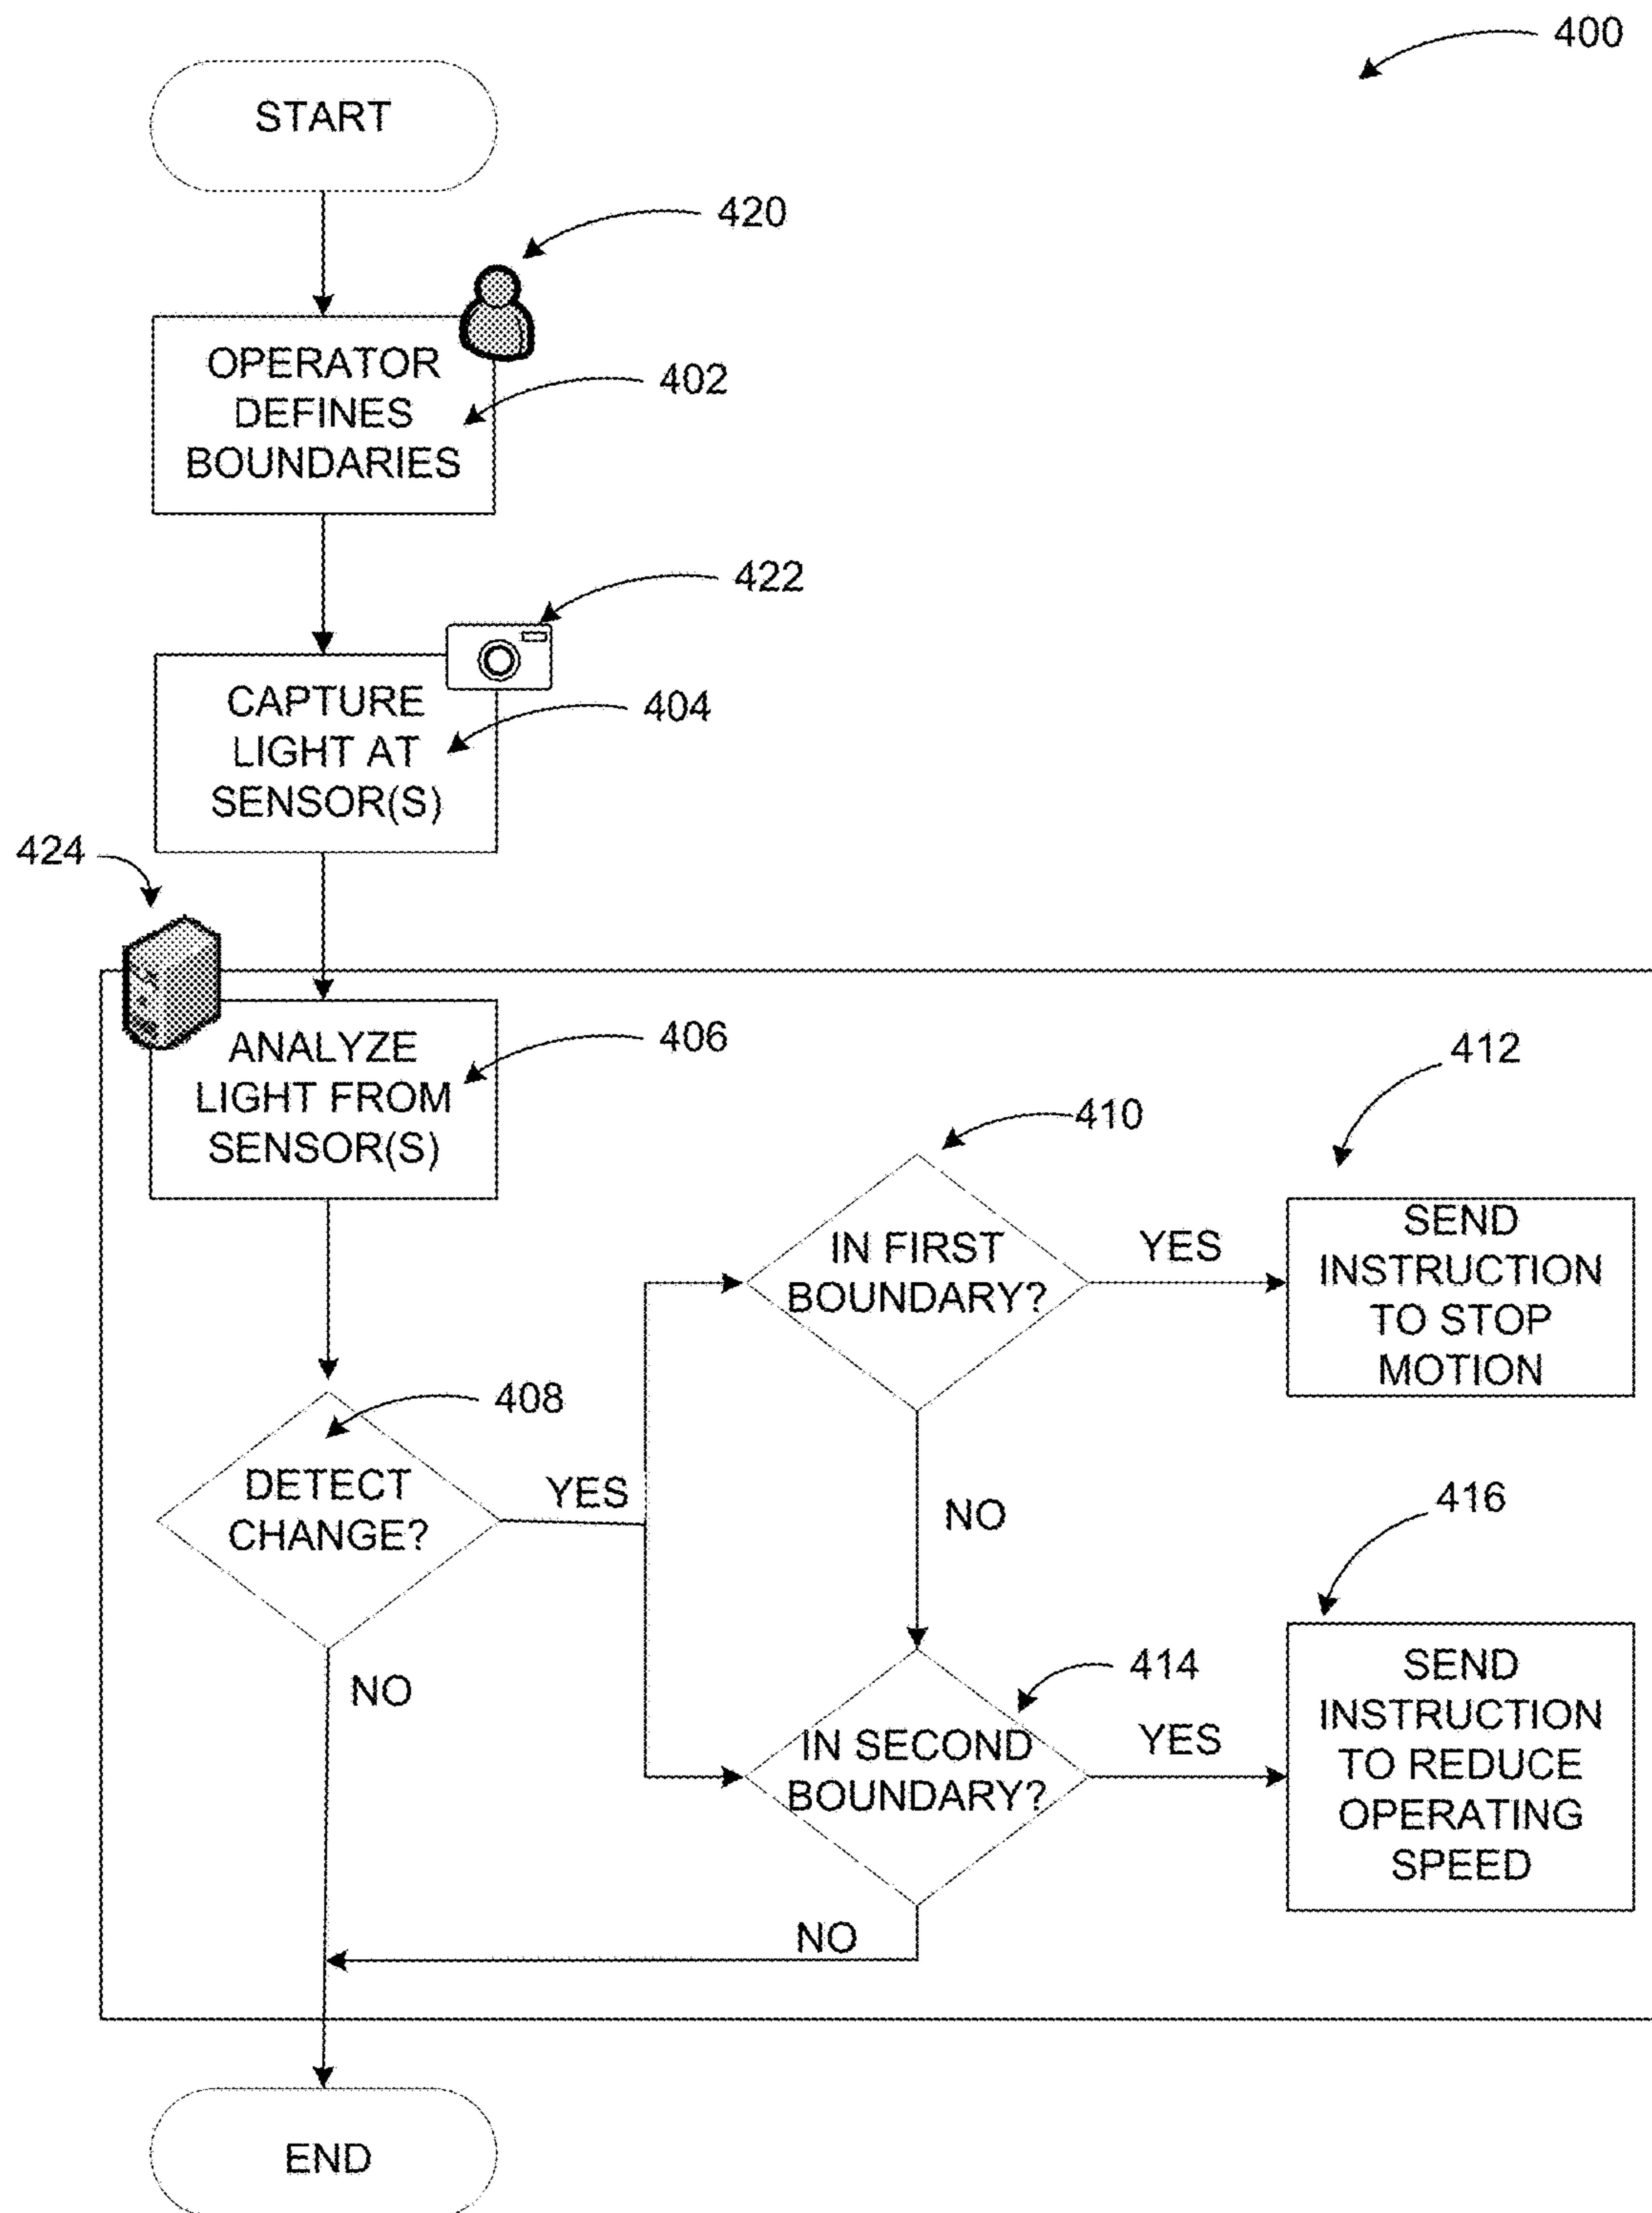 400
START
420
OPERATOR
DEFINES
BOUNDARIES
402
422
CAPTURE
LIGHT AT
SENSOR(S)
404
424
ANALYZE
LIGHT FROM
SENSOR(S)
406
410
412
IN FIRST
BOUNDARY?
YES
SEND
INSTRUCTION
TO STOP
MOTION
408
DETECT
CHANGE?
YES
NO
NO
414
416
IN SECOND
BOUNDARY?
YES
SEND
INSTRUCTION
TO REDUCE
OPERATING
SPEED
NO
END